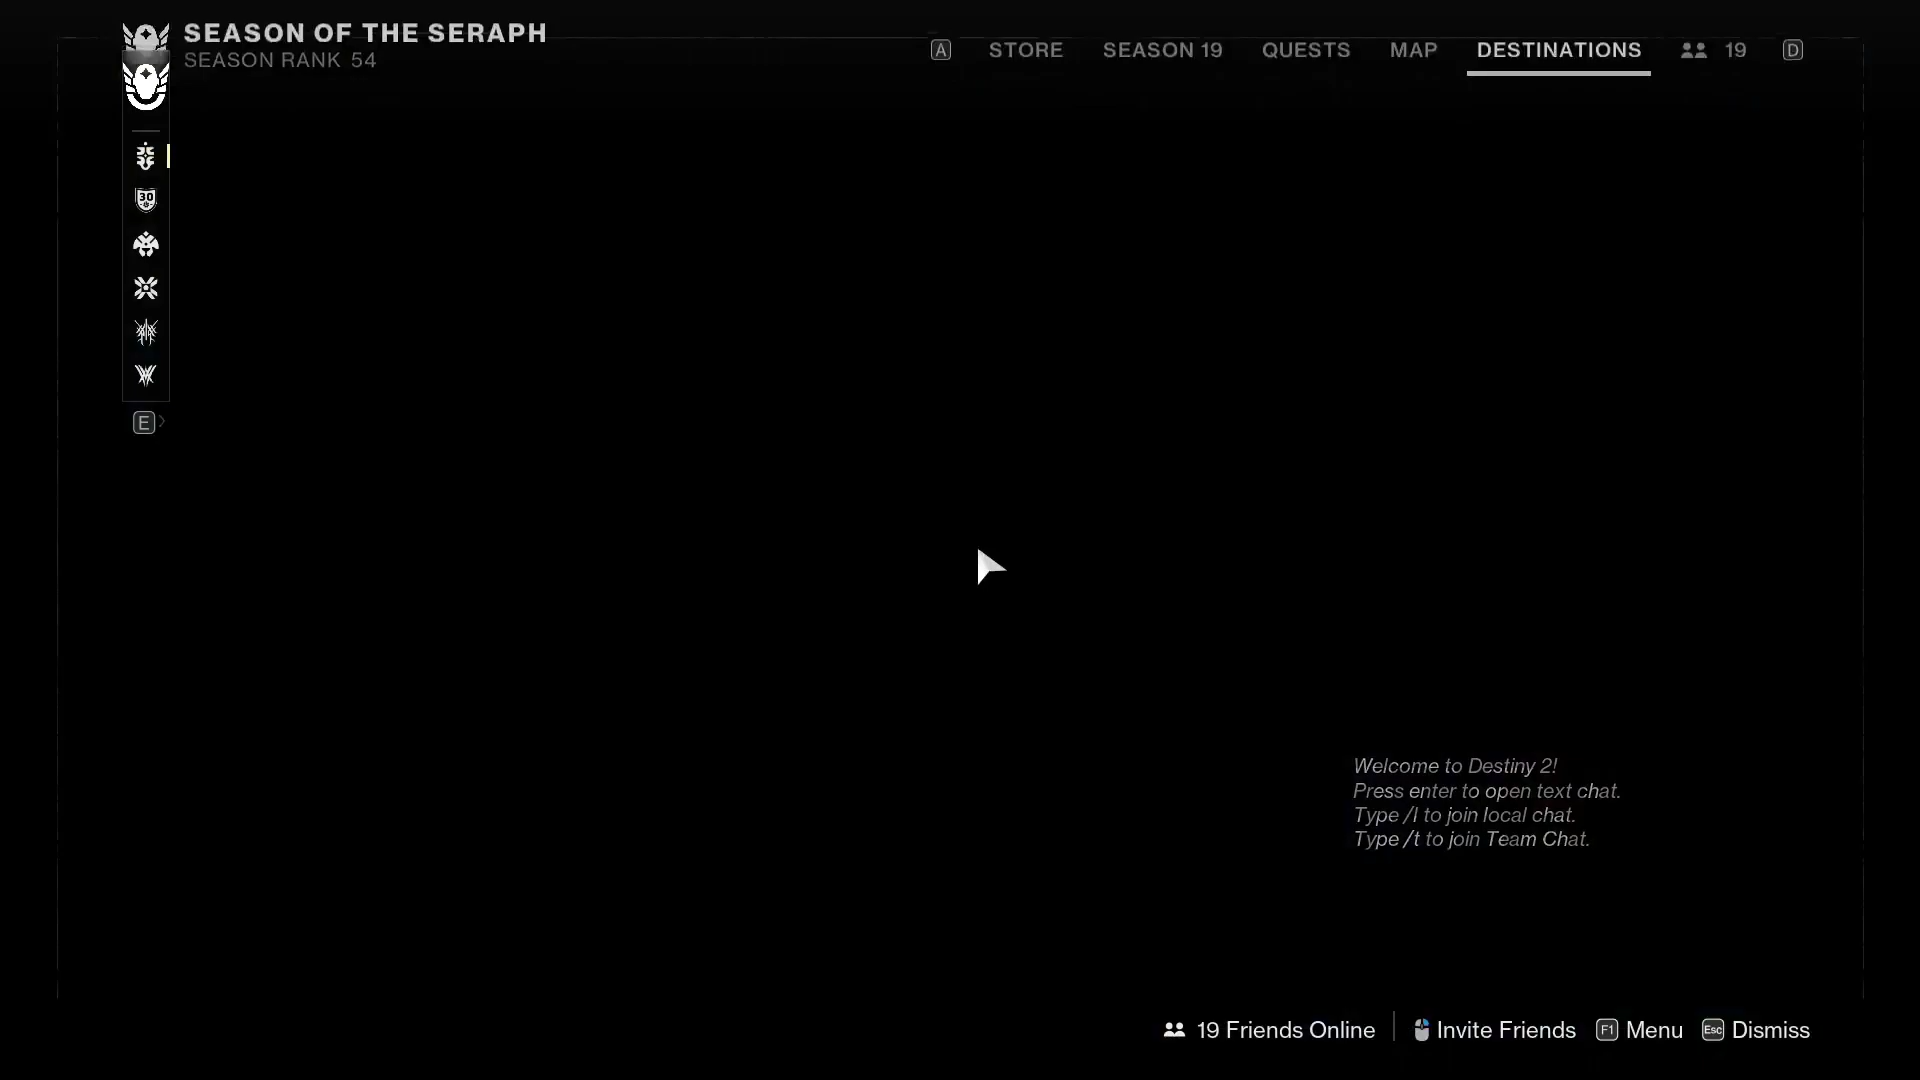 SEASON OF THE SERAPH
SEASON RANK 54
A STORE SEASON 19 QUESTS MAP DESTINATIONS 19 D
30
E
Welcome to Destiny 2!
Press enter to open text chat.
Type /l to join local chat.
Type /t to join Team Chat.
19 Friends Online Invite Friends F1 Menu Esc Dismiss